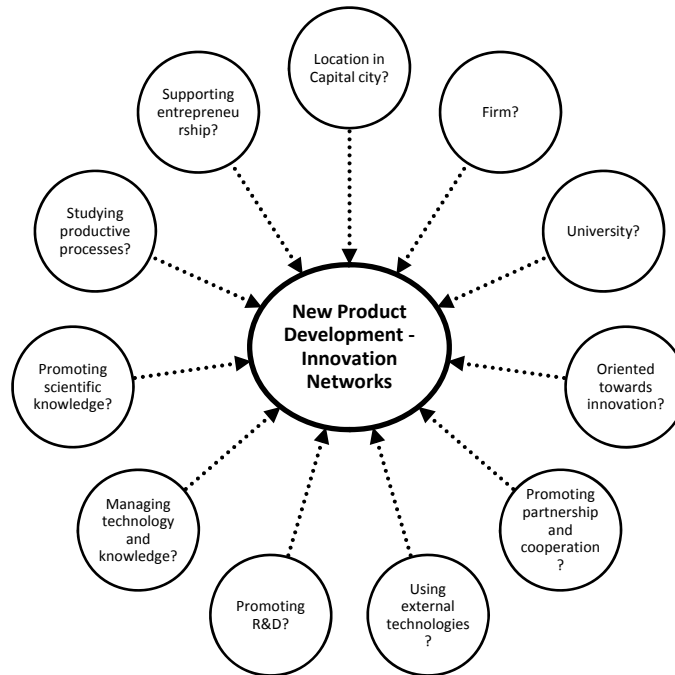 Location in
Capital city?
Firm?
University?
Oriented
towards
innovation?
Promoting
partnership
and
cooperation
?
Using
external
technologies
?
Promoting
R&D?
Managing
technology
and
knowledge?
Promoting
scientific
knowledge?
Studying
productive
processes?
Supporting
entrepreneu
rship?
New Product
Development -
Innovation
Networks